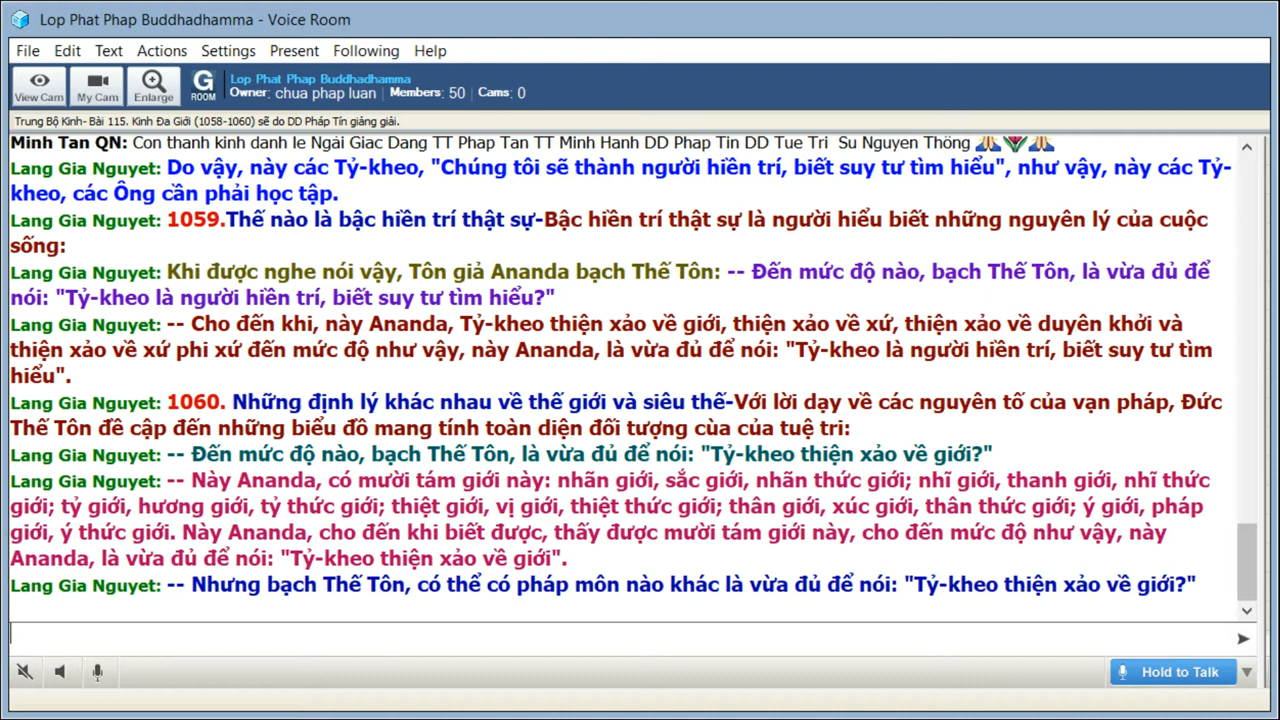 Lop Phat Phap Buddhadhamma - Voice Room
File Edit Text Actions Settings Present Following Help
View Cam My Cam Enlarge G ROOM
Lop Phat Phap Buddhadhamma
Owner: chua phap luan Members: 50 Cams: 0
Trung Bộ Kinh- Bài 115. Kinh Đa Giới (1058-1060) sẽ do DD Pháp Tín giảng giải.
Minh Tan QN: Con thanh kinh danh le Ngài Giac Dang TT Phap Tan TT Minh Hanh DD Phap Tin DD Tue Tri Su Nguyen Thông 🙏🌷🙏
Lang Gia Nguyet: Do vậy, này các Tỷ-kheo, "Chúng tôi sẽ thành người hiền trí, biết suy tư tìm hiểu", như vậy, này các Tỷ-
kheo, các Ông cần phải học tập.
Lang Gia Nguyet: 1059.Thế nào là bậc hiền trí thật sự-Bậc hiền trí thật sự là người hiểu biết những nguyên lý của cuộc
sống:
Lang Gia Nguyet: Khi được nghe nói vậy, Tôn giả Ananda bạch Thế Tôn: -- Đến mức độ nào, bạch Thế Tôn, là vừa đủ để
nói: "Tỷ-kheo là người hiền trí, biết suy tư tìm hiểu?"
Lang Gia Nguyet: -- Cho đến khi, này Ananda, Tỷ-kheo thiện xảo về giới, thiện xảo về xứ, thiện xảo về duyên khởi và
thiện xảo về xứ phi xứ đến mức độ như vậy, này Ananda, là vừa đủ để nói: "Tỷ-kheo là người hiền trí, biết suy tư tìm
hiểu".
Lang Gia Nguyet: 1060. Những định lý khác nhau về thế giới và siêu thế-Với lời dạy về các nguyên tố của vạn pháp, Đức
Thế Tôn đề cập đến những biểu đồ mang tính toàn diện đối tượng cùa của tuệ tri:
Lang Gia Nguyet: -- Đến mức độ nào, bạch Thế Tôn, là vừa đủ để nói: "Tỷ-kheo thiện xảo về giới?"
Lang Gia Nguyet: -- Này Ananda, có mười tám giới này: nhãn giới, sắc giới, nhãn thức giới; nhĩ giới, thanh giới, nhĩ thức
giới; tỷ giới, hương giới, tỷ thức giới; thiệt giới, vị giới, thiệt thức giới; thân giới, xúc giới, thân thức giới; ý giới, pháp
giới, ý thức giới. Này Ananda, cho đến khi biết được, thấy được mười tám giới này, cho đến mức độ như vậy, này
Ananda, là vừa đủ để nói: "Tỷ-kheo thiện xảo về giới".
Lang Gia Nguyet: -- Nhưng bạch Thế Tôn, có thể có pháp môn nào khác là vừa đủ để nói: "Tỷ-kheo thiện xảo về giới?"
Hold to Talk